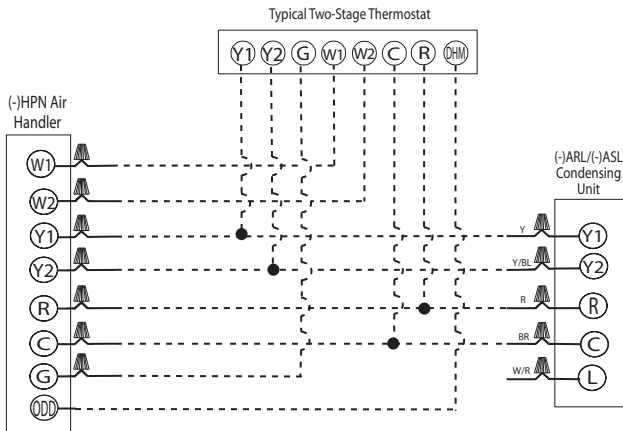 Typical Two-Stage Thermostat
Y1 Y2 G W1 W2 C R DHM
(-)HPN Air
Handler
W1
W2
Y1
Y2
R
C
G
ODD
(-)ARL/(-)ASL
Condensing
Unit
Y Y1
Y/BL Y2
R R
BR C
W/R L